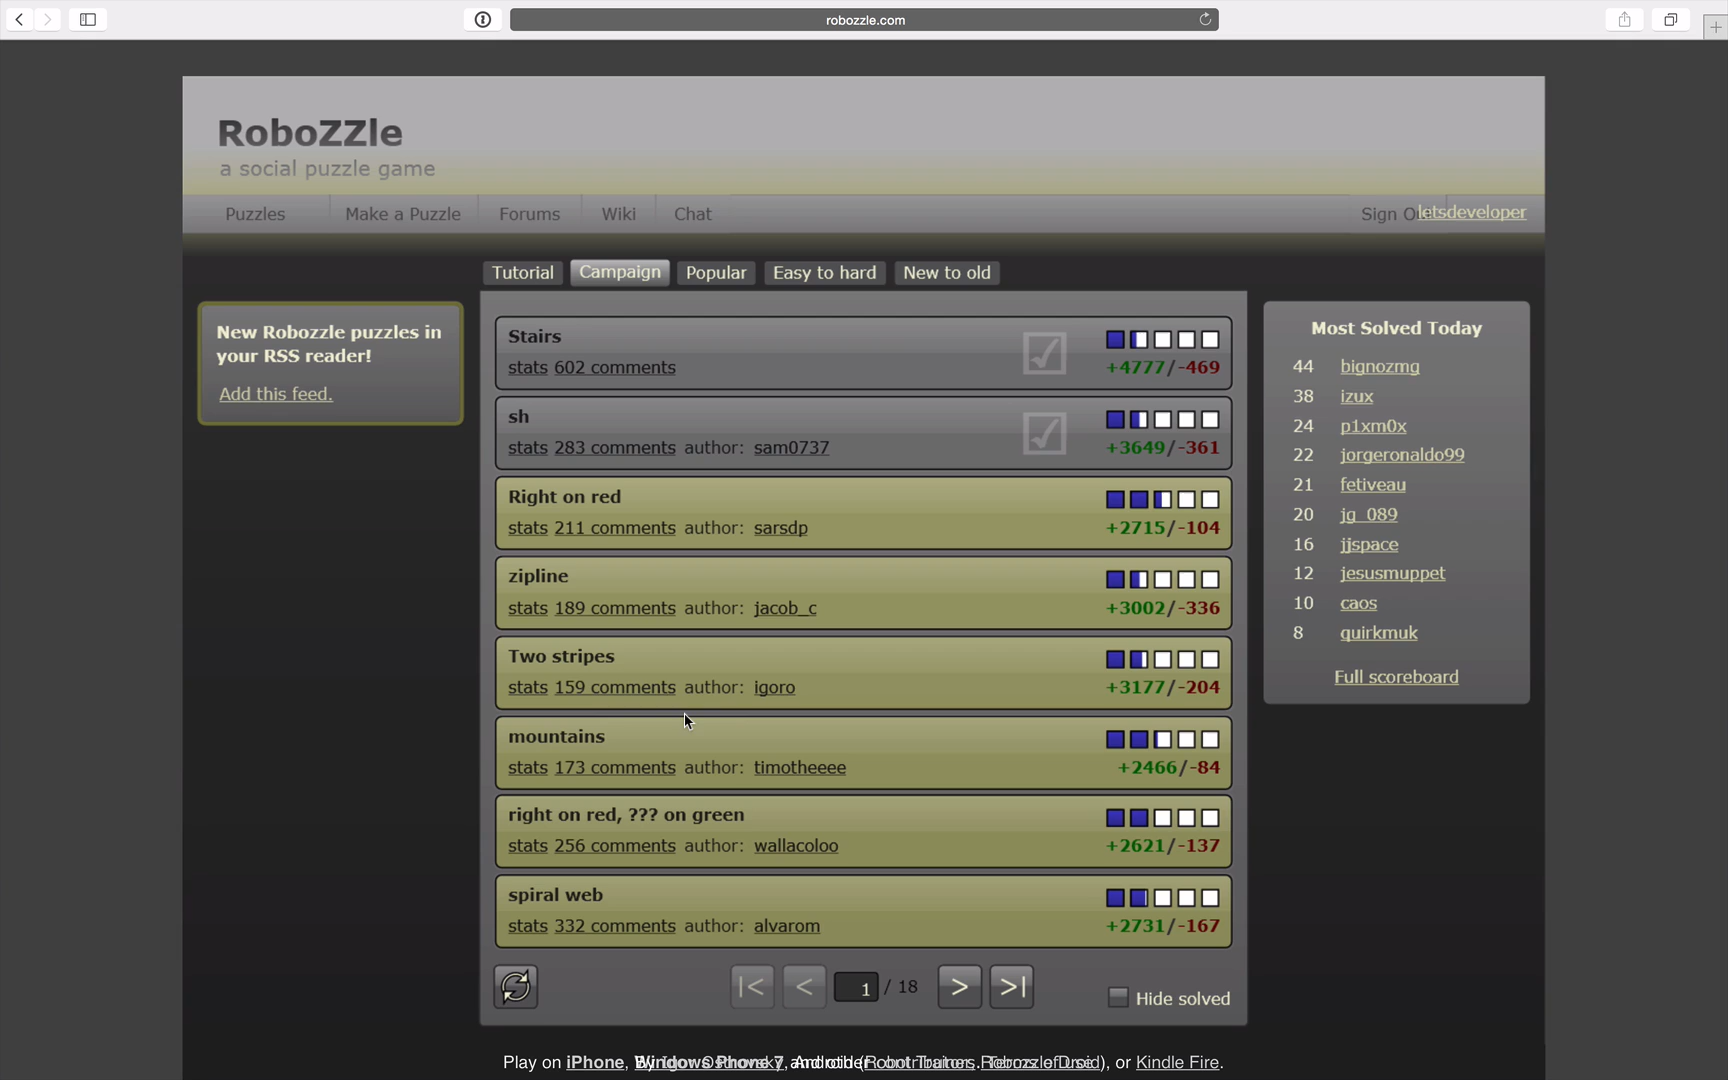 robozzle.com
RoboZZle
a social puzzle game
Puzzles
Make a Puzzle
Forums
Wiki
Chat
Sign
letsdeveloper
Tutorial
Campaign
Popular
Easy to hard
New to old
New Robozzle puzzles in
your RSS reader!
Add this feed.
Stairs
stats 602 comments
+4777/-469
sh
stats 283 comments author: sam0737
+3649/-361
Right on red
stats 211 comments author: sarsdp
+2715/-104
zipline
stats 189 comments author: jacob_c
+3002/-336
Two stripes
stats 159 comments author: igoro
+3177/-204
mountains
stats 173 comments author: timotheeee
+2466/-84
right on red, ??? on green
stats 256 comments author: wallacoloo
+2621/-137
spiral web
stats 332 comments author: alvarom
+2731/-167
|< < 1 / 18 > >|
Hide solved
Most Solved Today
44 bignozmg
38 izux
24 p1xm0x
22 jorgeronaldo99
21 fetiveau
20 jg_089
16 jjspace
12 jesusmuppet
10 caos
8 quirkmuk
Full scoreboard
Play on iPhone, Windows Phone 7, or Kindle Fire.